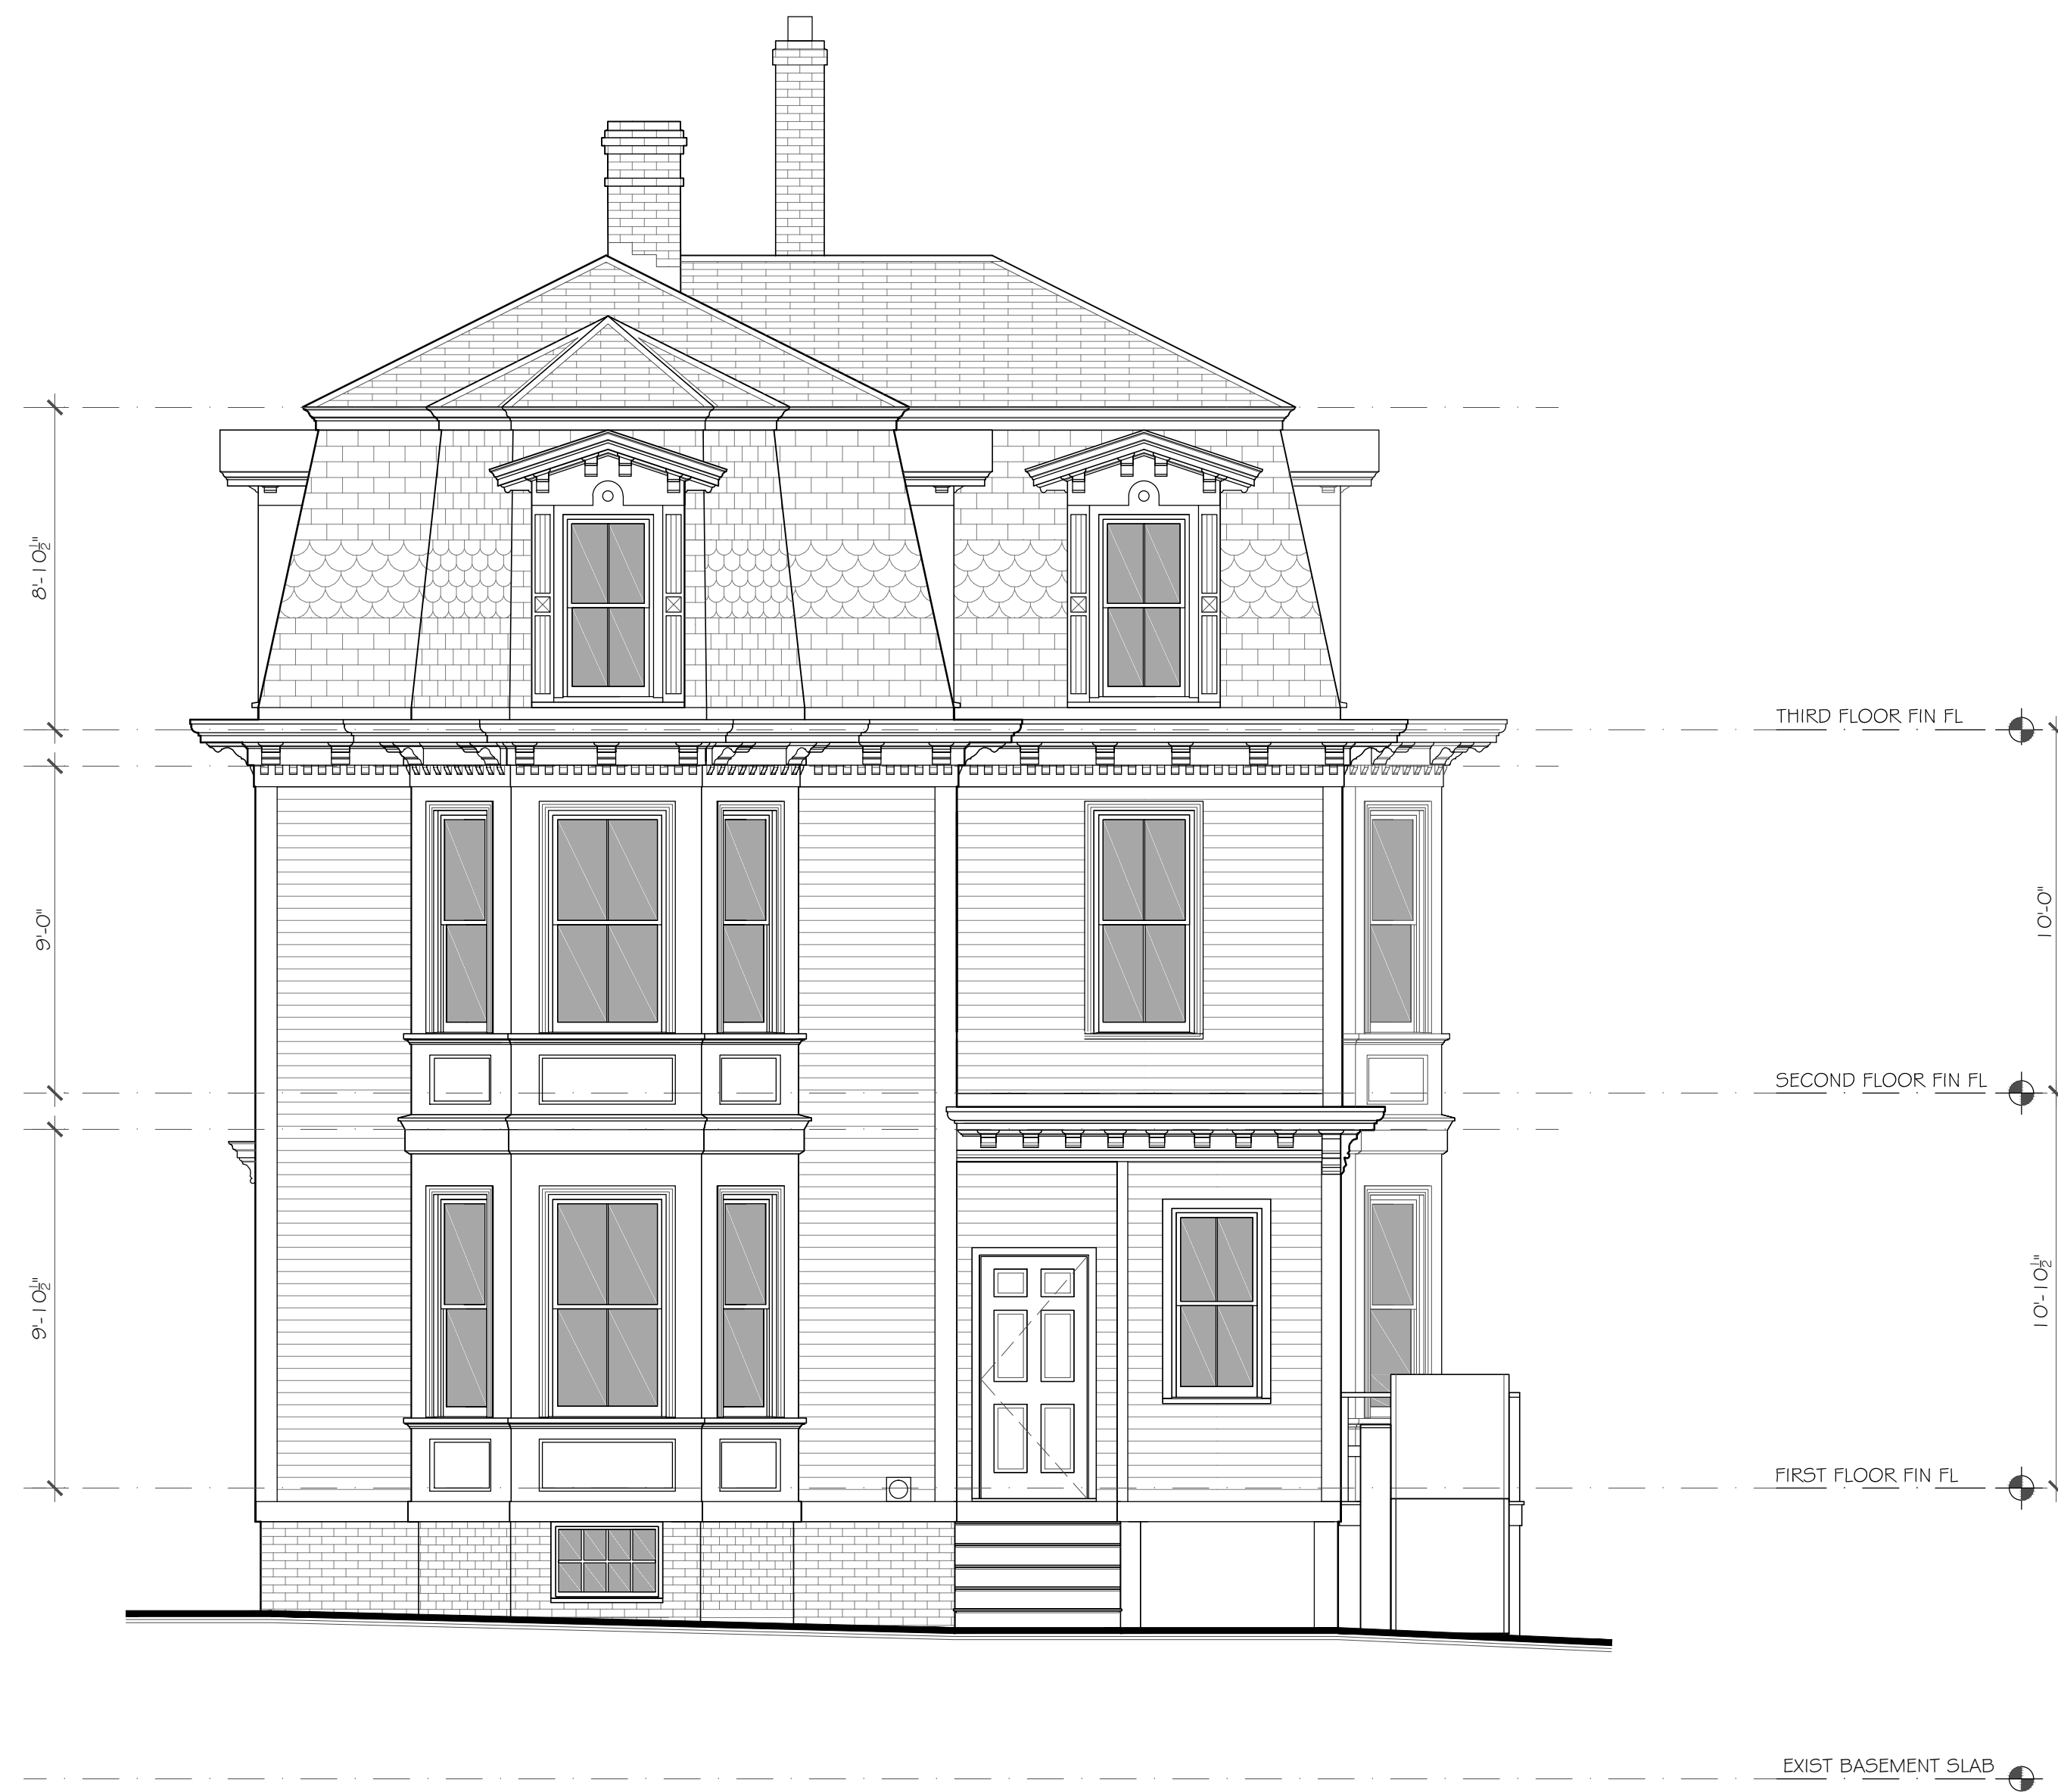 8'-10½"
THIRD FLOOR FIN FL
9'-0"
10'-0"
SECOND FLOOR FIN FL
9'-10½"
10'-10½"
FIRST FLOOR FIN FL
EXIST BASEMENT SLAB